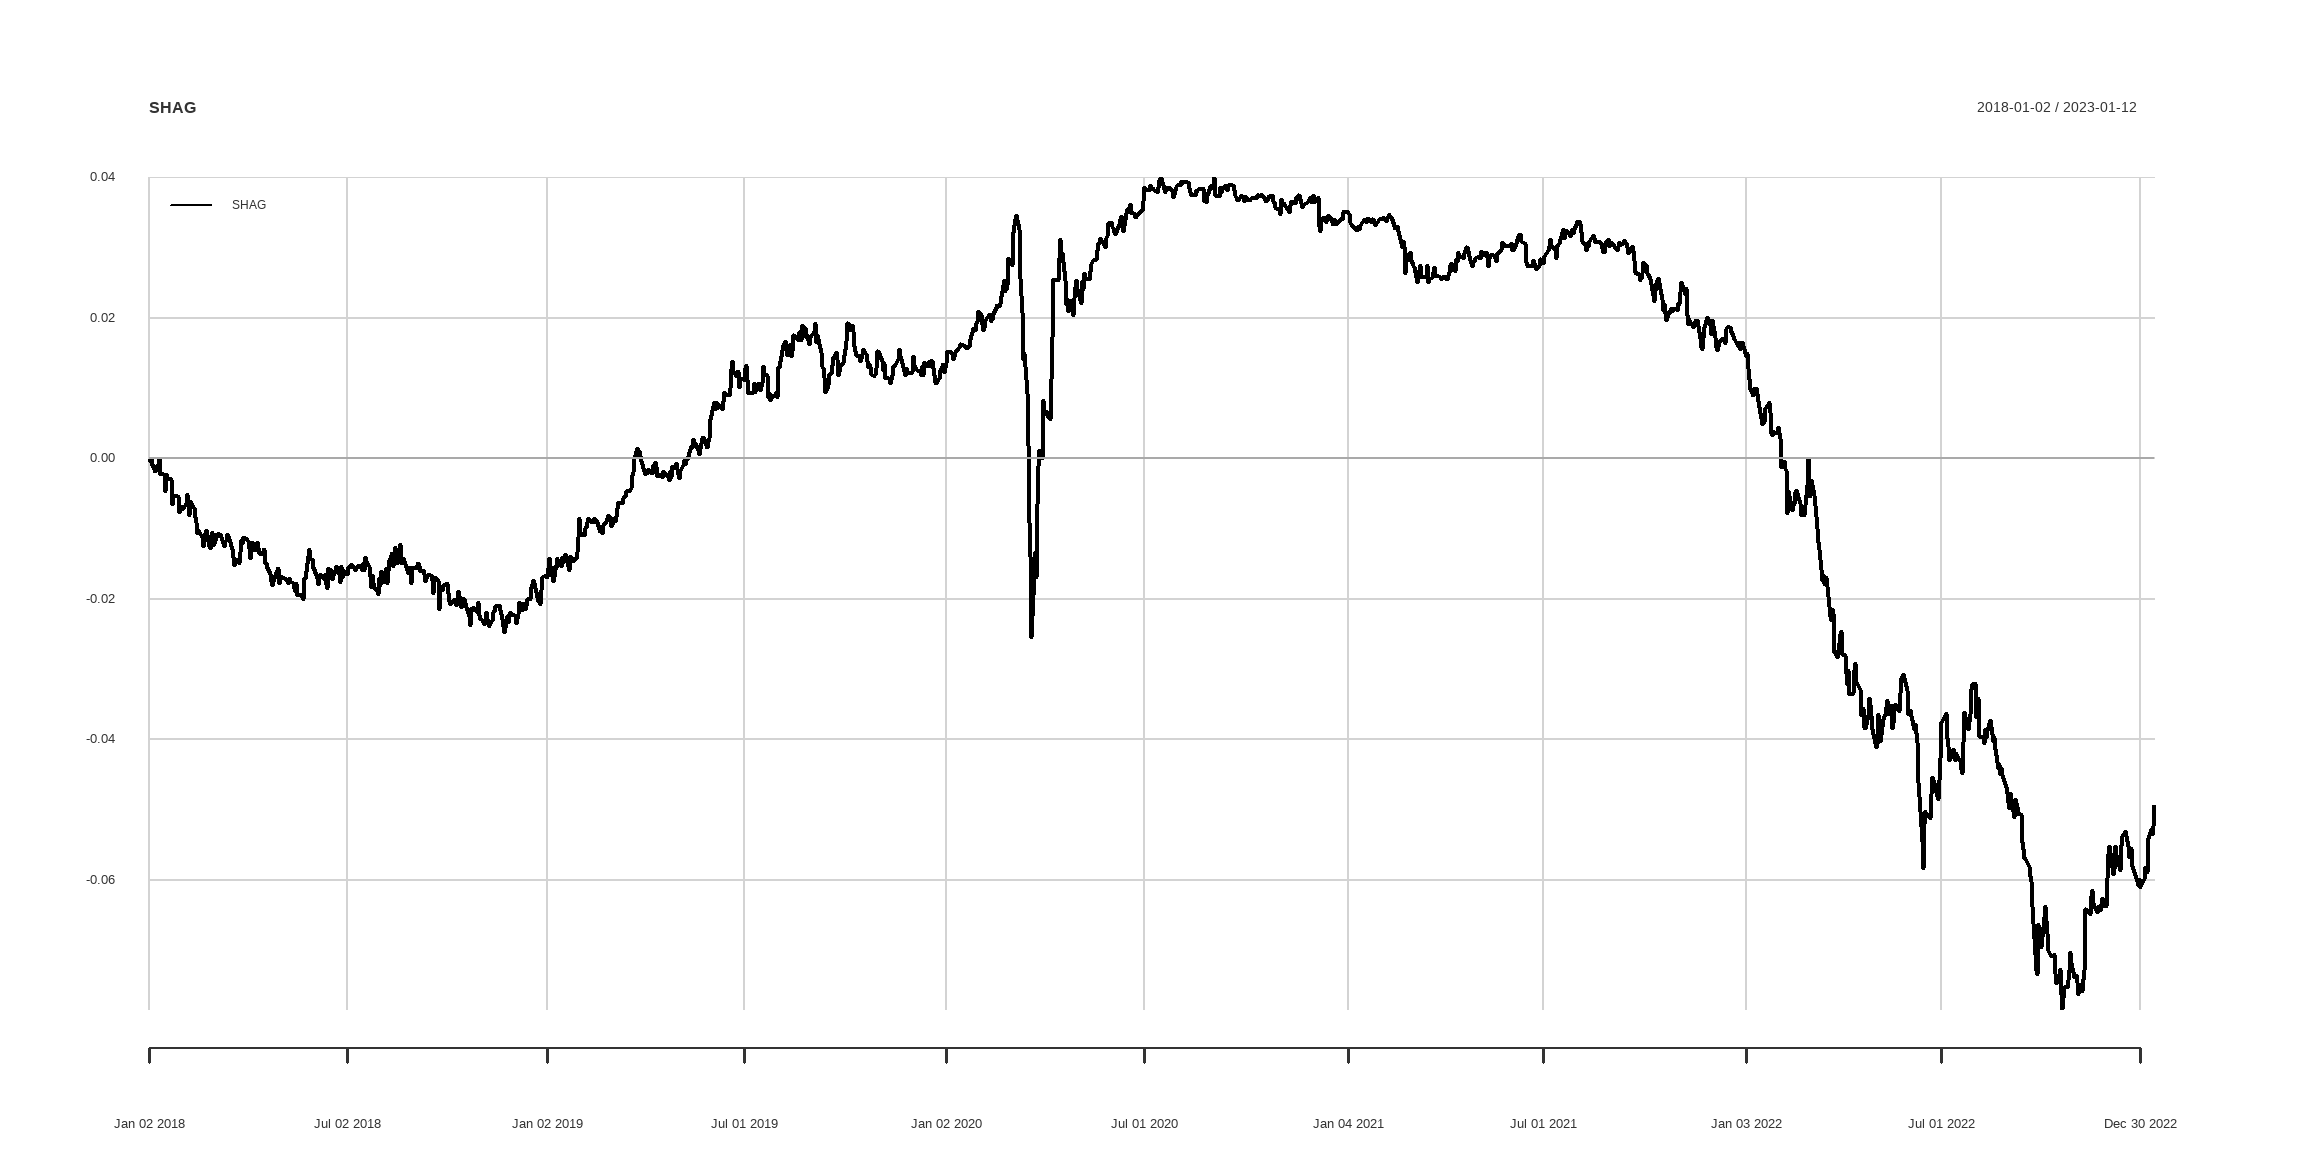 SHAG
2018-01-02 / 2023-01-12
0.04
SHAG
0.02
0.00
-0.02
-0.04
-0.06
Jan 02 2018
Jul 02 2018
Jan 02 2019
Jul 01 2019
Jan 02 2020
Jul 01 2020
Jan 04 2021
Jul 01 2021
Jan 03 2022
Jul 01 2022
Dec 30 2022